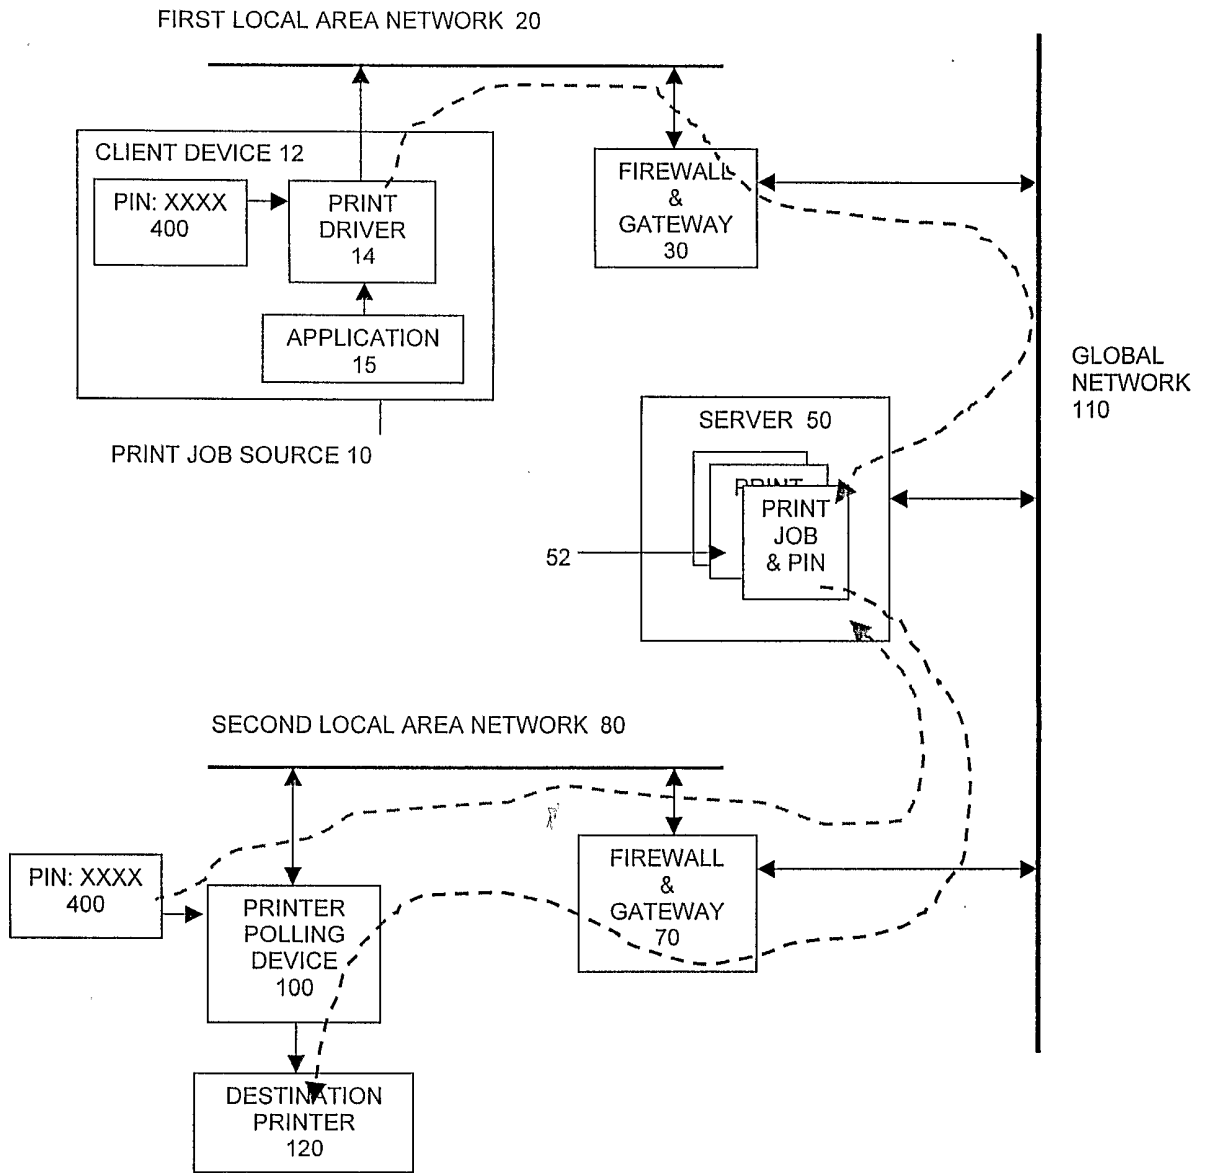 FIRST LOCAL AREA NETWORK 20
CLIENT DEVICE 12
PIN: XXXX
400
PRINT
DRIVER
14
APPLICATION
15
PRINT JOB SOURCE 10
FIREWALL
&
GATEWAY
30
GLOBAL
NETWORK
110
SERVER 50
PRINT
PRINT
JOB
& PIN
52
SECOND LOCAL AREA NETWORK 80
PIN: XXXX
400
PRINTER
POLLING
DEVICE
100
FIREWALL
&
GATEWAY
70
DESTINATION
PRINTER
120